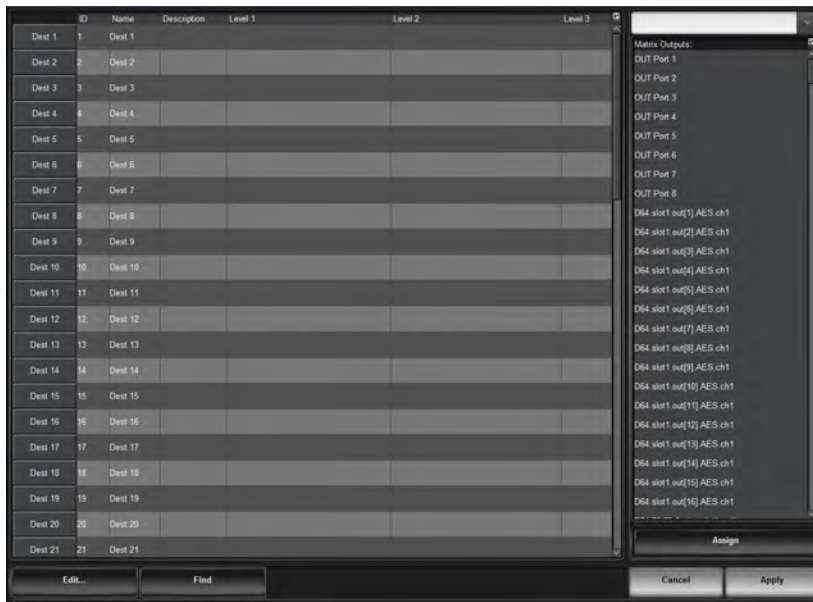 ID Name Description Level 1 Level 2 Level 3
Dest 1 1 Dest 1
Dest 2 2 Dest 2
Dest 3 3 Dest 3
Dest 4 4 Dest 4
Dest 5 5 Dest 5
Dest 6 6 Dest 6
Dest 7 7 Dest 7
Dest 8 8 Dest 8
Dest 9 9 Dest 9
Dest 10 10 Dest 10
Dest 11 11 Dest 11
Dest 12 12 Dest 12
Dest 13 13 Dest 13
Dest 14 14 Dest 14
Dest 15 15 Dest 15
Dest 16 16 Dest 16
Dest 17 17 Dest 17
Dest 18 18 Dest 18
Dest 19 19 Dest 19
Dest 20 20 Dest 20
Dest 21 21 Dest 21
Edit...
Find
Matrix Outputs:
OUT Port 1
OUT Port 2
OUT Port 3
OUT Port 4
OUT Port 5
OUT Port 6
OUT Port 7
OUT Port 8
D64.slot1.out[1].AES.ch1
D64.slot1.out[2].AES.ch1
D64.slot1.out[3].AES.ch1
D64.slot1.out[4].AES.ch1
D64.slot1.out[5].AES.ch1
D64.slot1.out[6].AES.ch1
D64.slot1.out[7].AES.ch1
D64.slot1.out[8].AES.ch1
D64.slot1.out[9].AES.ch1
D64.slot1.out[10].AES.ch1
D64.slot1.out[11].AES.ch1
D64.slot1.out[12].AES.ch1
D64.slot1.out[13].AES.ch1
D64.slot1.out[14].AES.ch1
D64.slot1.out[15].AES.ch1
D64.slot1.out[16].AES.ch1
Assign
Cancel
Apply